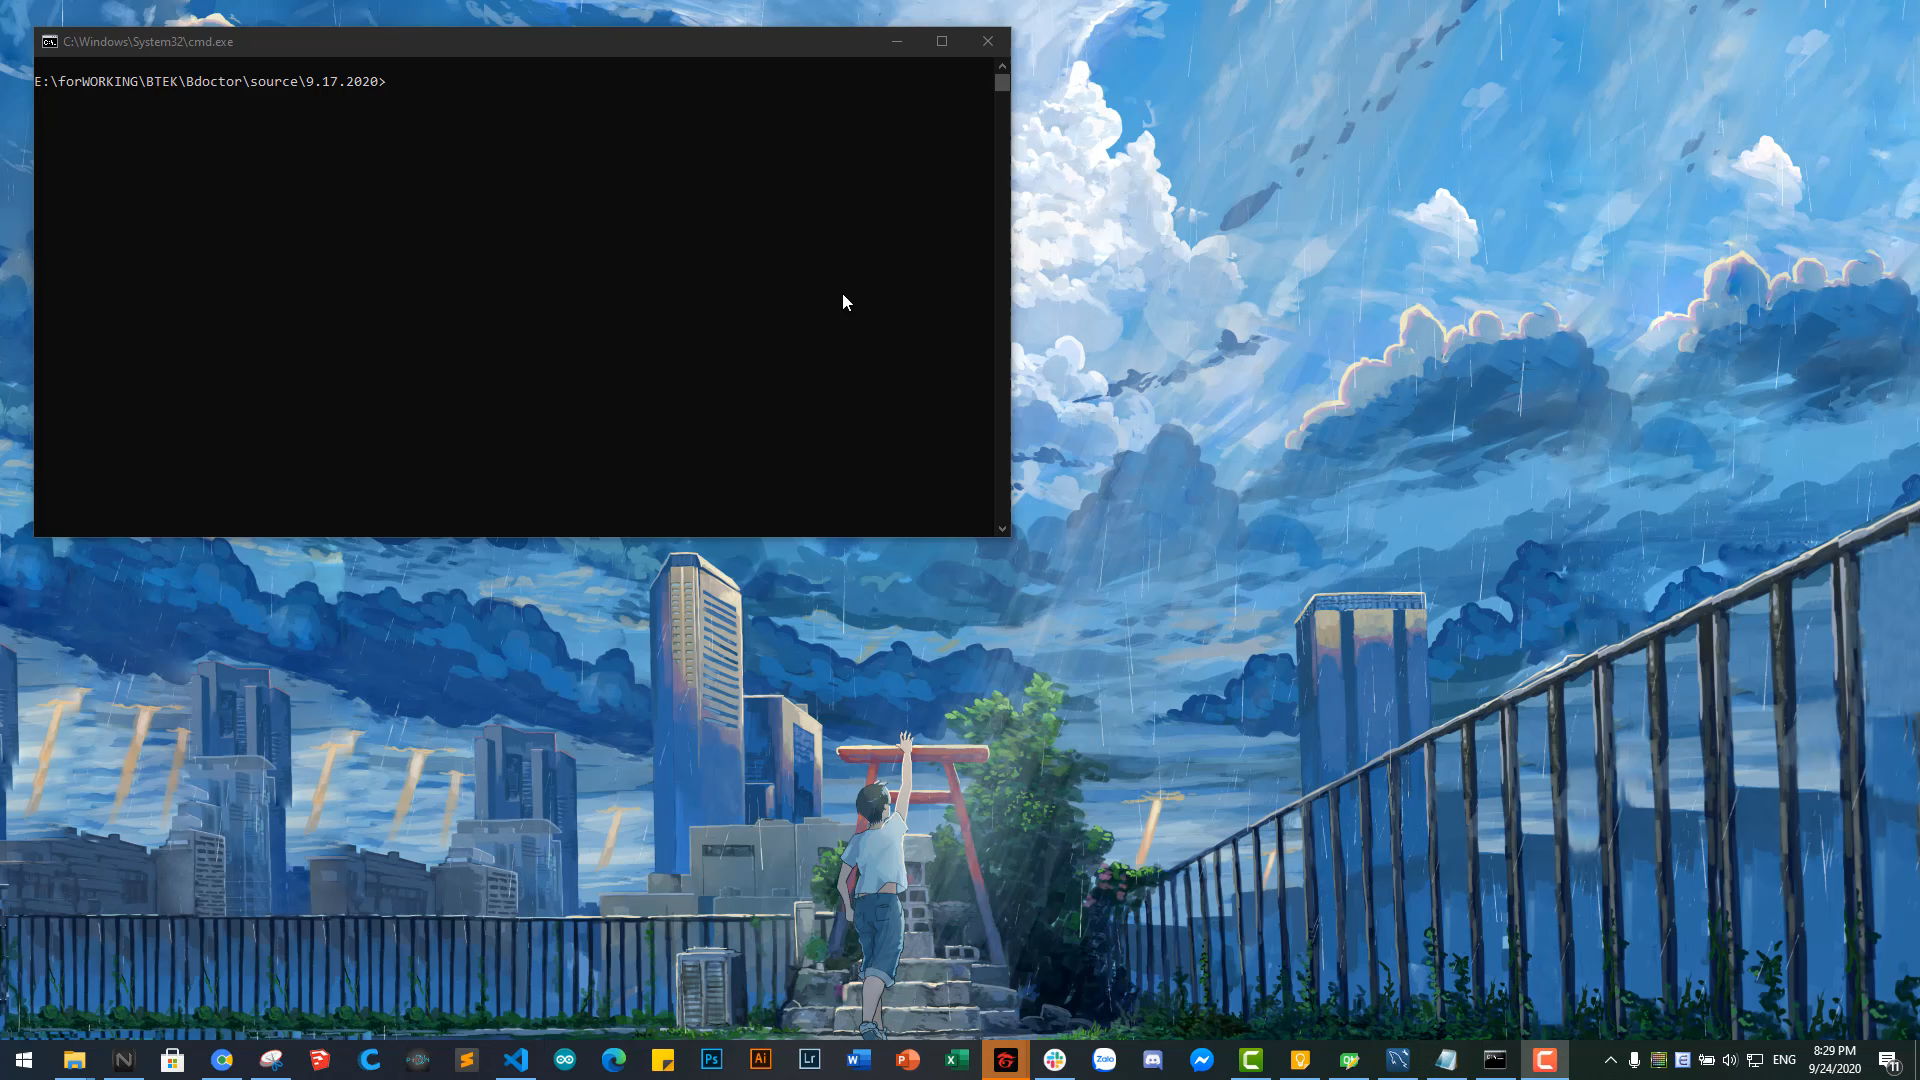 C:\Windows\System32\cmd.exe
E:\forWORKING\BTEK\Bdoctor\source\9.17.2020>
Ps
Ai
Lr
Zalo
ENG
8:29 PM
9/24/2020
11